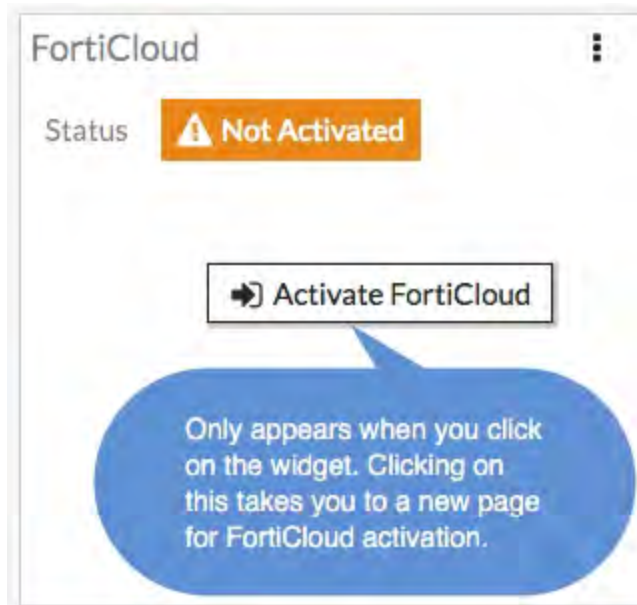 FortiCloud
Status Not Activated
Activate FortiCloud
Only appears when you click
on the widget. Clicking on
this takes you to a new page
for FortiCloud activation.